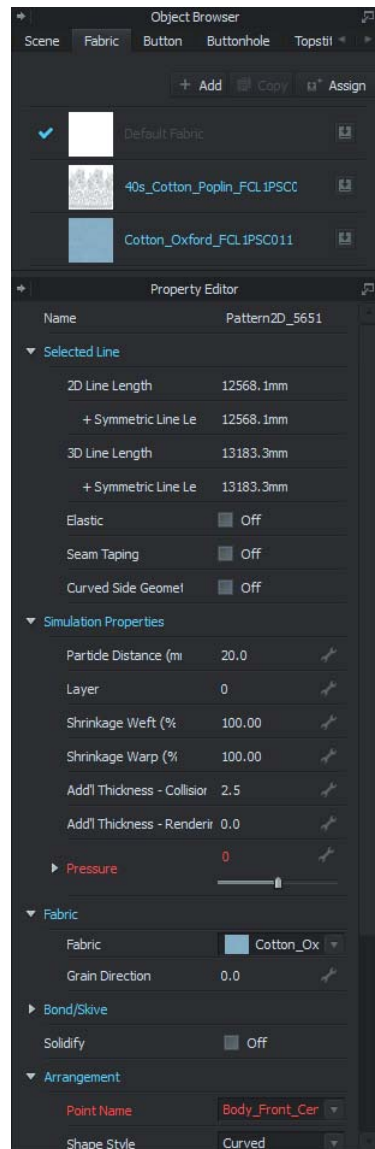 Object Browser
Scene Fabric Button Buttonhole Topstit
+ Add Copy Assign
Default Fabric
40s_Cotton_Poplin_FCL1PSC0
Cotton_Oxford_FCL1PSC011
Property Editor
Name Pattern2D_5651
Selected Line
2D Line Length 12568.1mm
+ Symmetric Line Le 12568.1mm
3D Line Length 13183.3mm
+ Symmetric Line Le 13183.3mm
Elastic Off
Seam Taping Off
Curved Side Geomet Off
Simulation Properties
Particle Distance (m 20.0
Layer 0
Shrinkage Weft (% 100.00
Shrinkage Warp (% 100.00
Add'l Thickness - Collisior 2.5
Add'l Thickness - Renderir 0.0
Pressure 0
Fabric
Fabric Cotton_Ox
Grain Direction 0.0
Bond/Skive
Solidify Off
Arrangement
Point Name Body_Front_Cer
Shape Style Curved